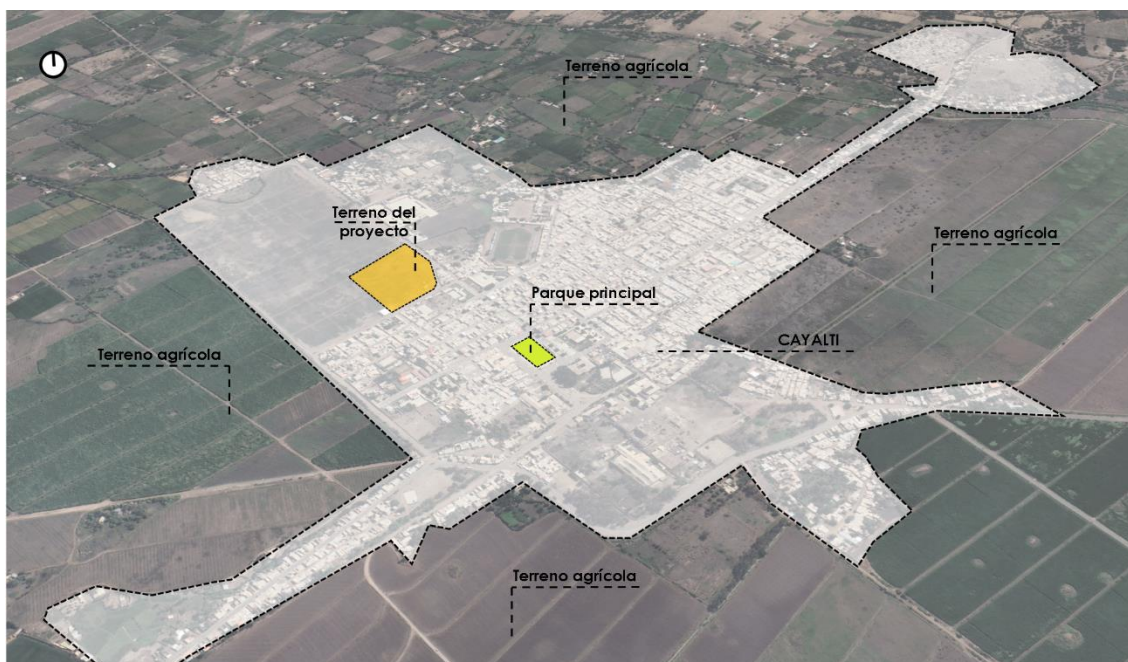 Terreno agrícola
Terreno del
proyecto
Terreno agrícola
Parque principal
CAYALTI
Terreno agrícola
Terreno agrícola